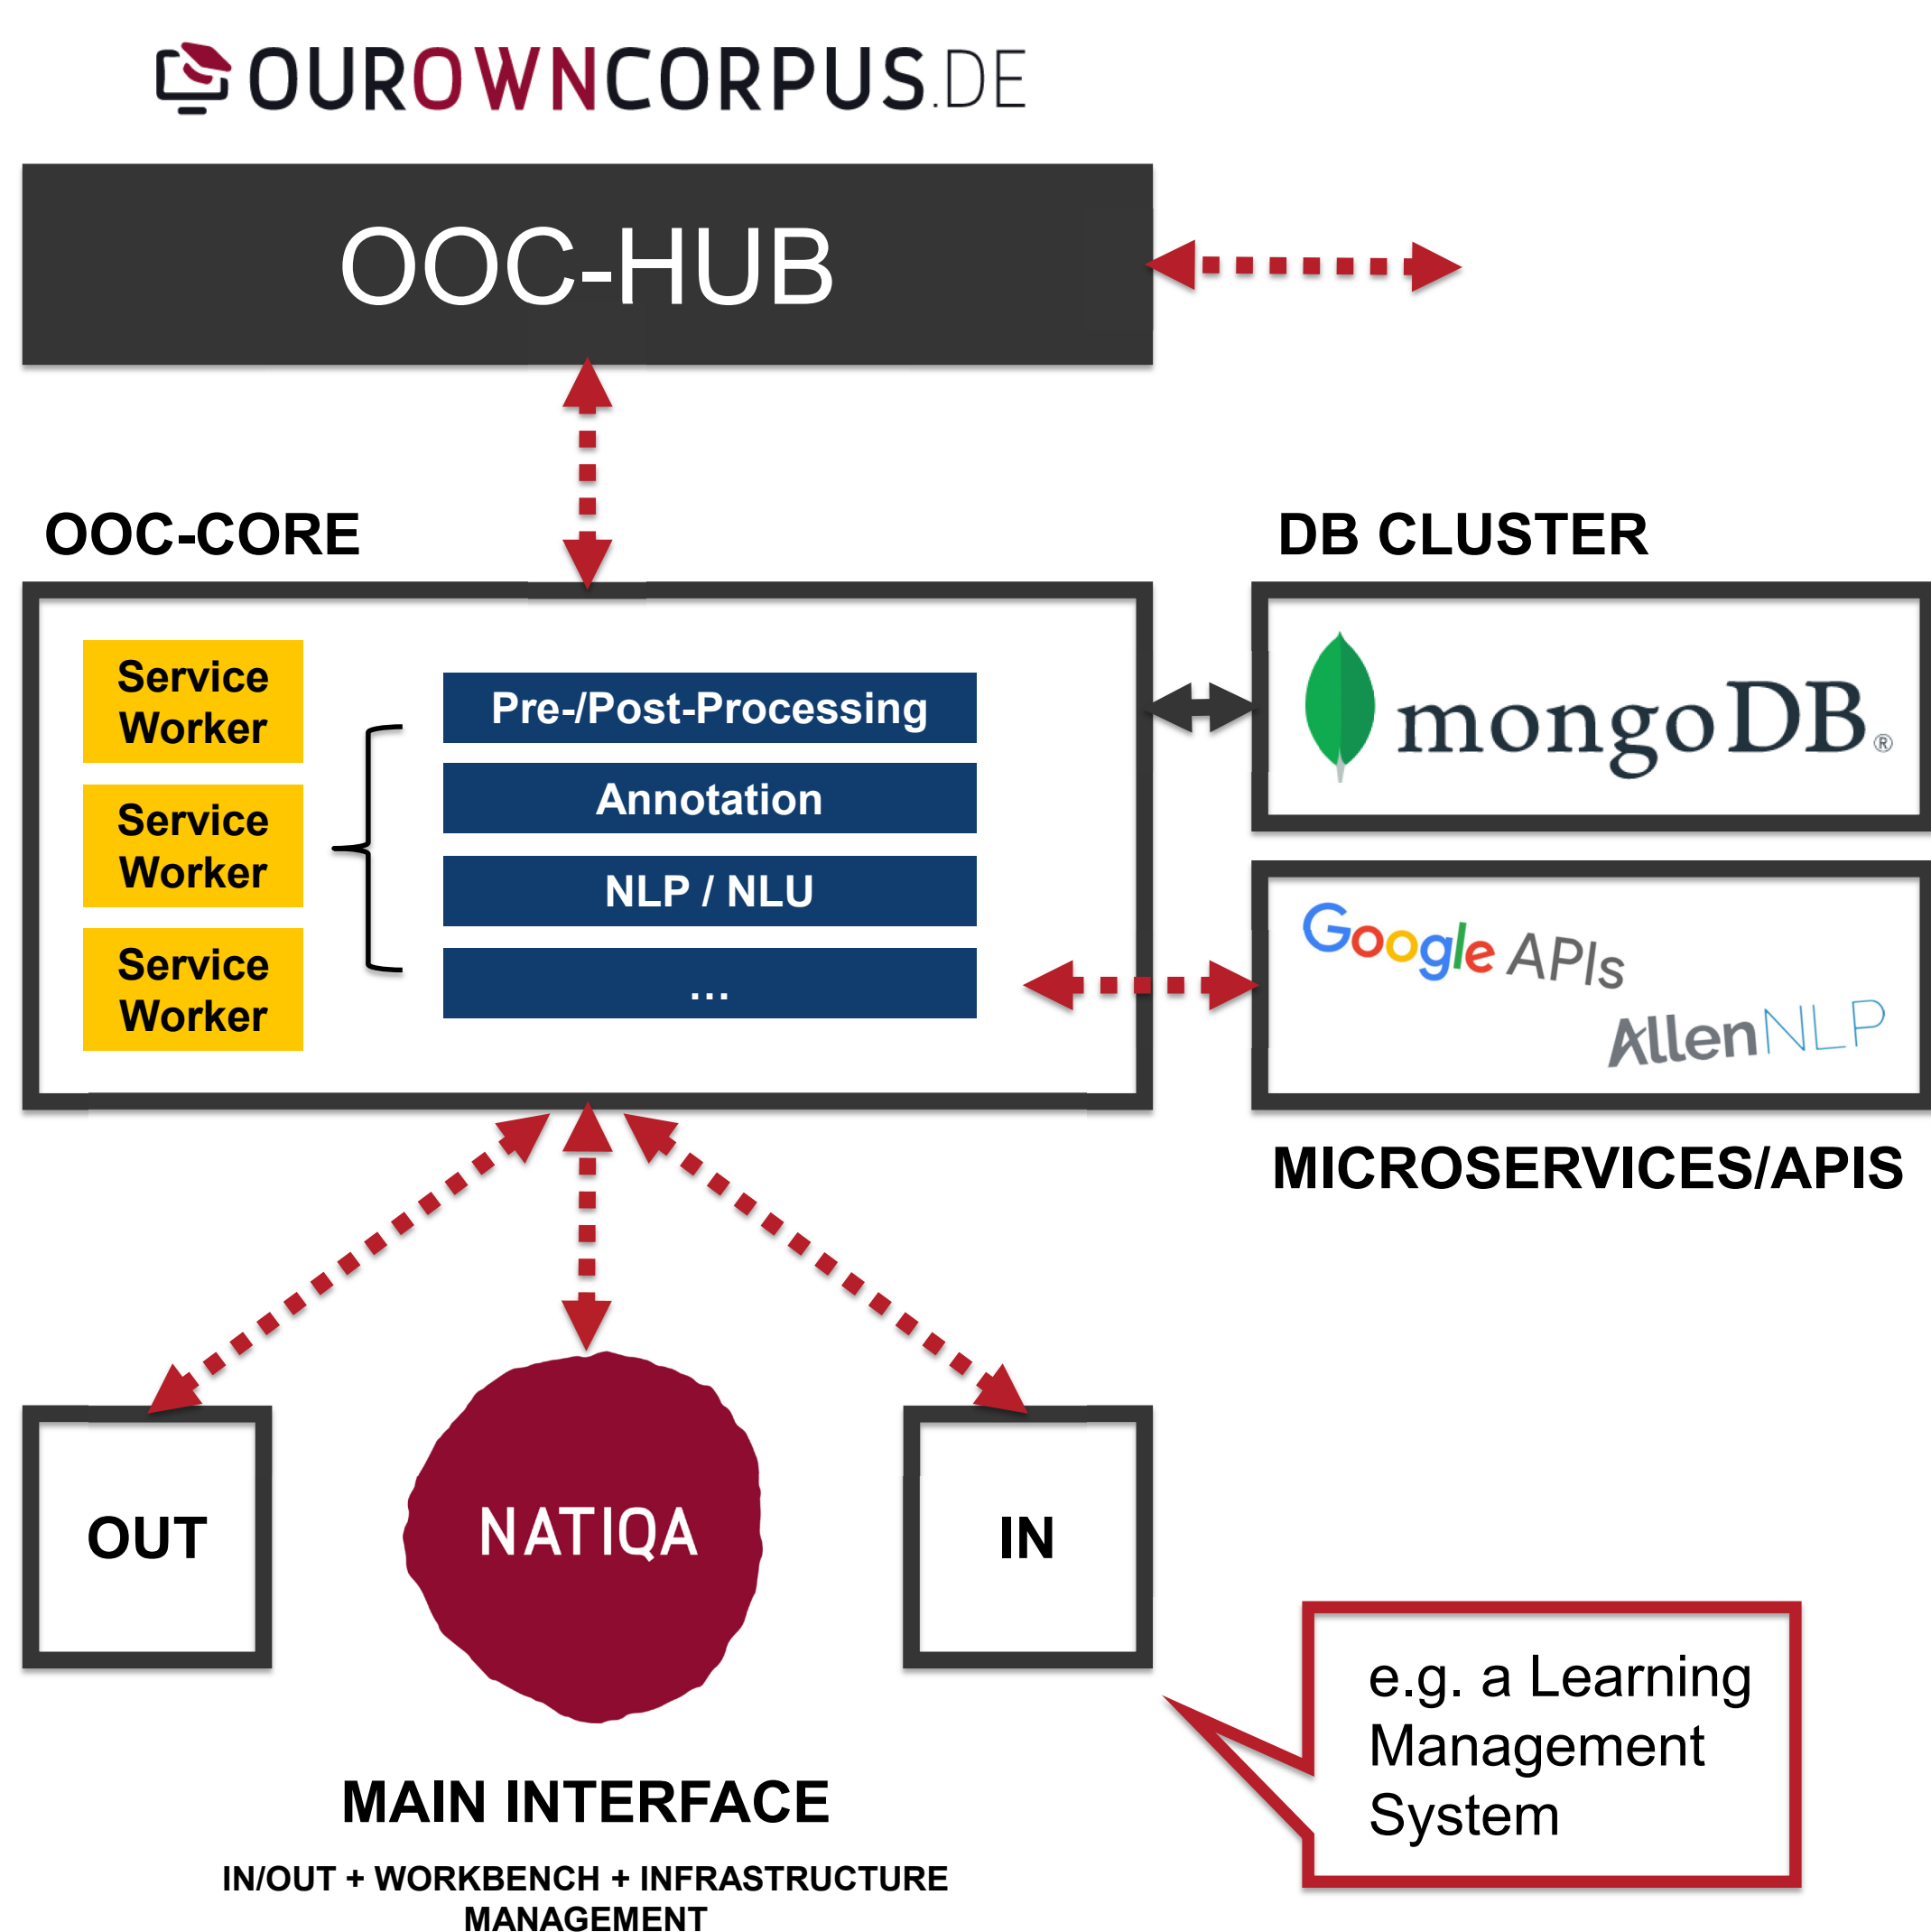 OUROWNCORPUS.DE
OOC-HUB
OOC-CORE
DB CLUSTER
Service
Worker
Service
Worker
Service
Worker
Pre-/Post-Processing
Annotation
NLP / NLU
...
mongoDB®
Google APIs
AllenNLP
MICROSERVICES/APIS
OUT
NATIQA
IN
MAIN INTERFACE
IN/OUT + WORKBENCH + INFRASTRUCTURE
MANAGEMENT
e.g. a Learning
Management
System